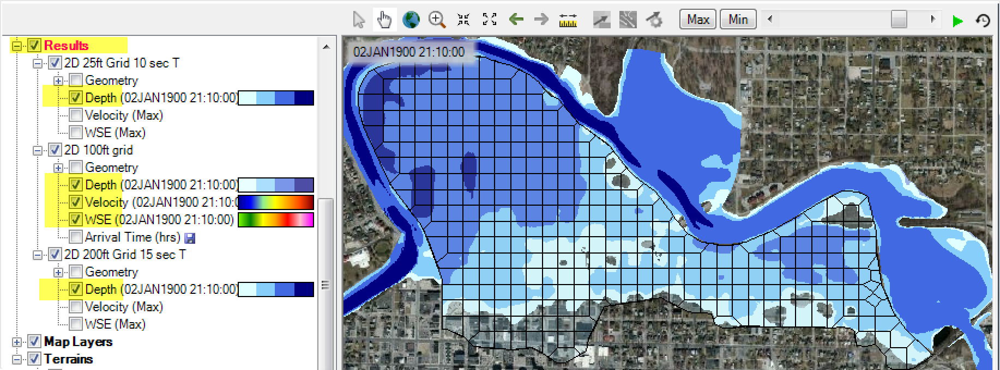 Max Min
Results
2D 25ft Grid 10 sec T
Geometry
Depth (02JAN1900 21:10:00)
Velocity (Max)
WSE (Max)
2D 100ft grid
Geometry
Depth (02JAN1900 21:10:00)
Velocity (02JAN1900 21:10:0
WSE (02JAN1900 21:10:00)
Arrival Time (hrs)
2D 200ft Grid 15 sec T
Geometry
Depth (02JAN1900 21:10:00)
Velocity (Max)
WSE (Max)
Map Layers
Terrains
02JAN1900 21:10:00